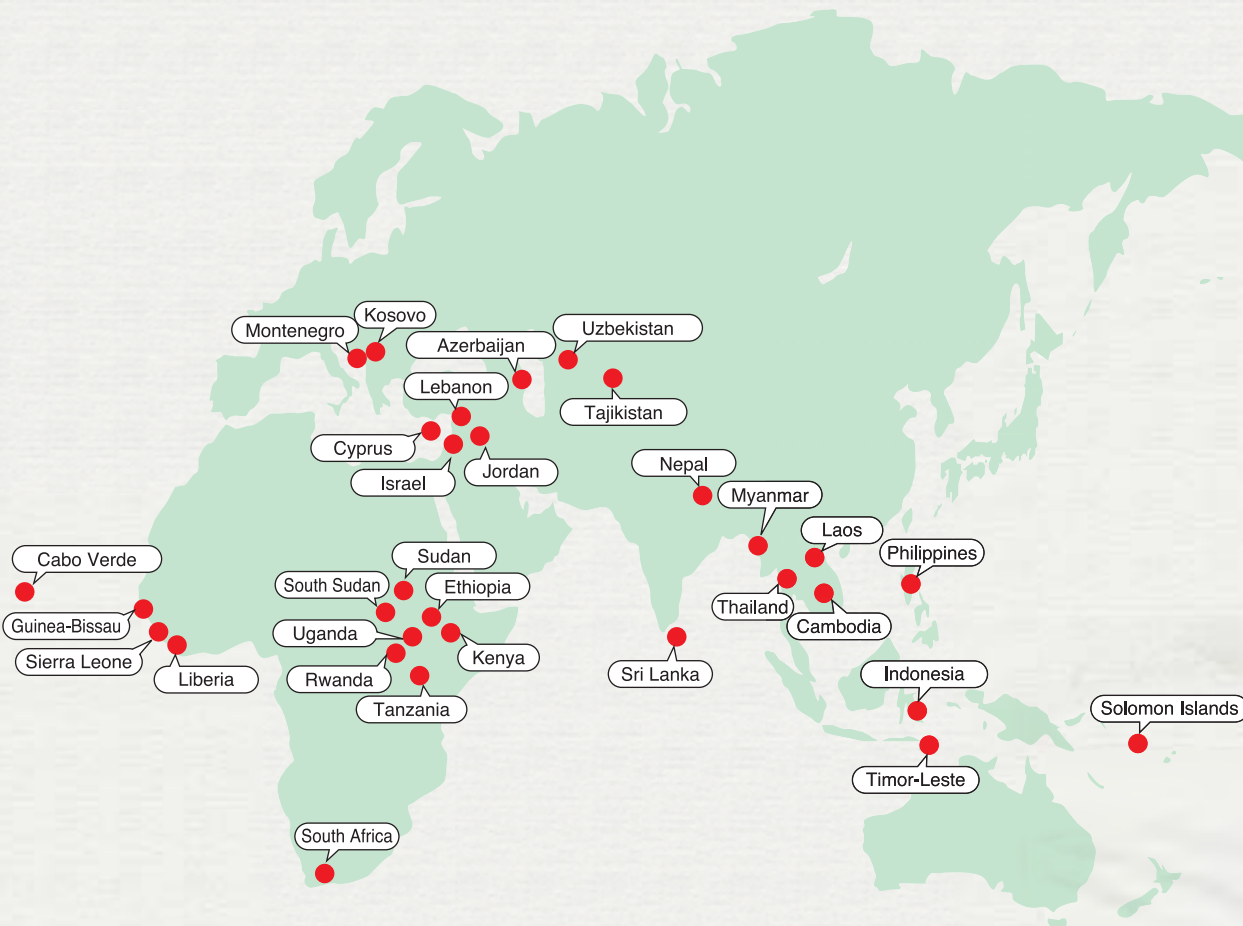 Kosovo
Montenegro
Uzbekistan
Azerbaijan
Lebanon
Tajikistan
Cyprus
Jordan
Israel
Nepal
Myanmar
Laos
Philippines
Cabo Verde
Sudan
South Sudan
Ethiopia
Thailand
Cambodia
Guinea-Bissau
Uganda
Kenya
Sierra Leone
Liberia
Rwanda
Tanzania
Sri Lanka
Indonesia
Solomon Islands
Timor-Leste
South Africa